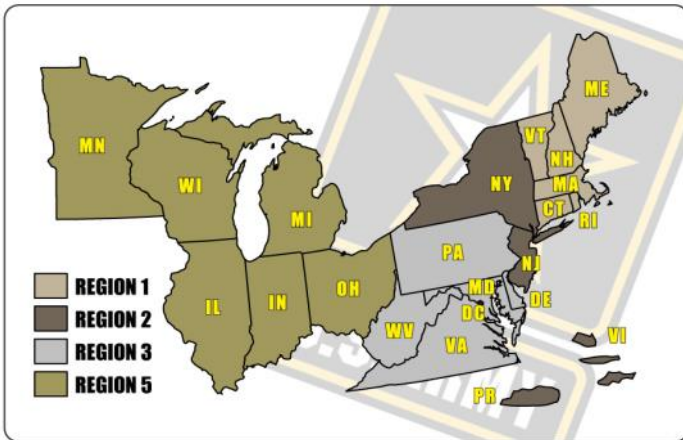 ME
VT
NH
MN
NY
MA
WI
CT
MI
RI
PA
NJ
REGION 1
OH
MD
DE
IL
IN
DC
REGION 2
WV
VA
VI
REGION 3
REGION 5
PR
U.S. ARMY